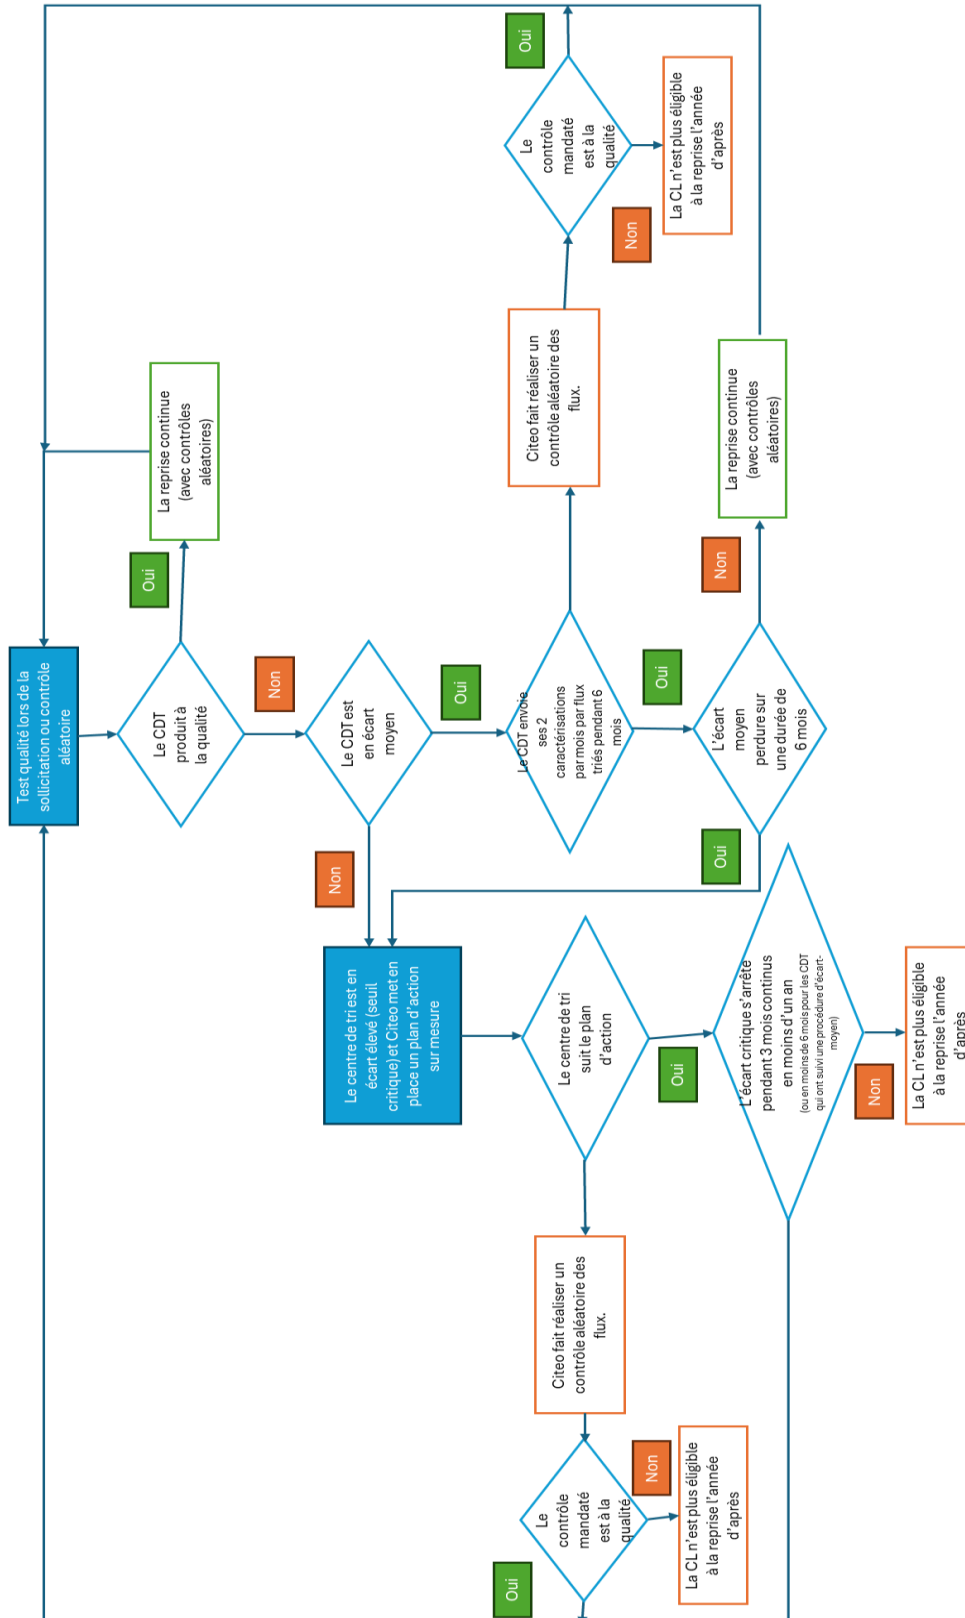 Test qualité lors de la
sollicitation ou contrôle
aléatoire
Le CDT
produit à
la qualité
Oui
La reprise continue
(avec contrôles
aléatoires)
Non
Le CDT est
en écart
moyen
Oui
Le CDT envoie
ses 2
caractérisations
par mois par flux
triés pendant 6
mois
Citeo fait réaliser un
contrôle aléatoire des
flux.
Le
contrôle
mandaté
est à la
qualité
Oui
Non
La CL n'est plus éligible
à la reprise l'année
d'après
Oui
L'écart
moyen
perdure sur
une durée de
6 mois
Non
La reprise continue
(avec contrôles
aléatoires)
Oui
Non
Le centre de tri est en
écart élevé (seuil
critique) et Citeo met en
place un plan d'action
sur mesure
Le centre de tri
suit le plan
d'action
Oui
L'écart critique s'arrête
pendant 3 mois continus
en moins d'un an
(ou en moins de 6 mois pour les CDT
qui ont suivi une procédure d'écart-
moyen)
Non
La CL n'est plus éligible
à la reprise l'année
d'après
Citeo fait réaliser un
contrôle aléatoire des
flux.
Le
contrôle
mandaté
est à la
qualité
Oui
Non
La CL n'est plus éligible
à la reprise l'année
d'après